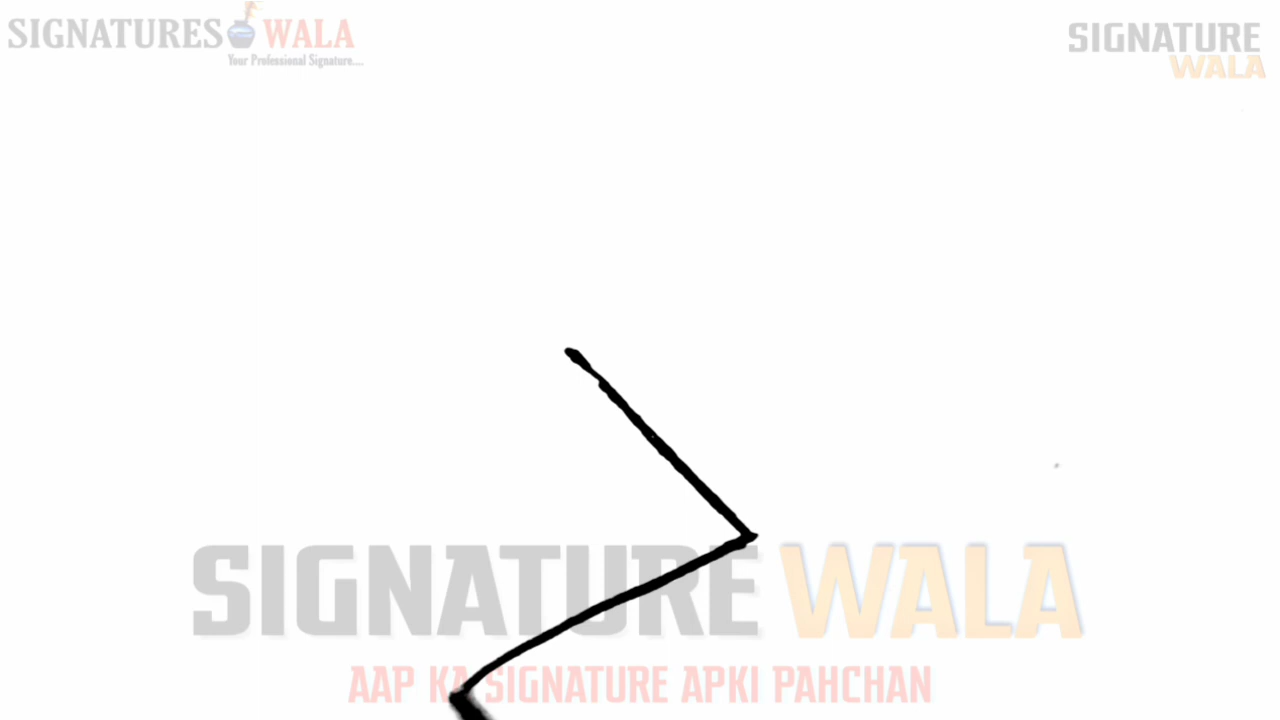 SIGNATURES WALA
Your Professional Signature....
SIGNATURE
WALA
SIGNATURE WALA
AAP KA SIGNATURE APKI PAHCHAN